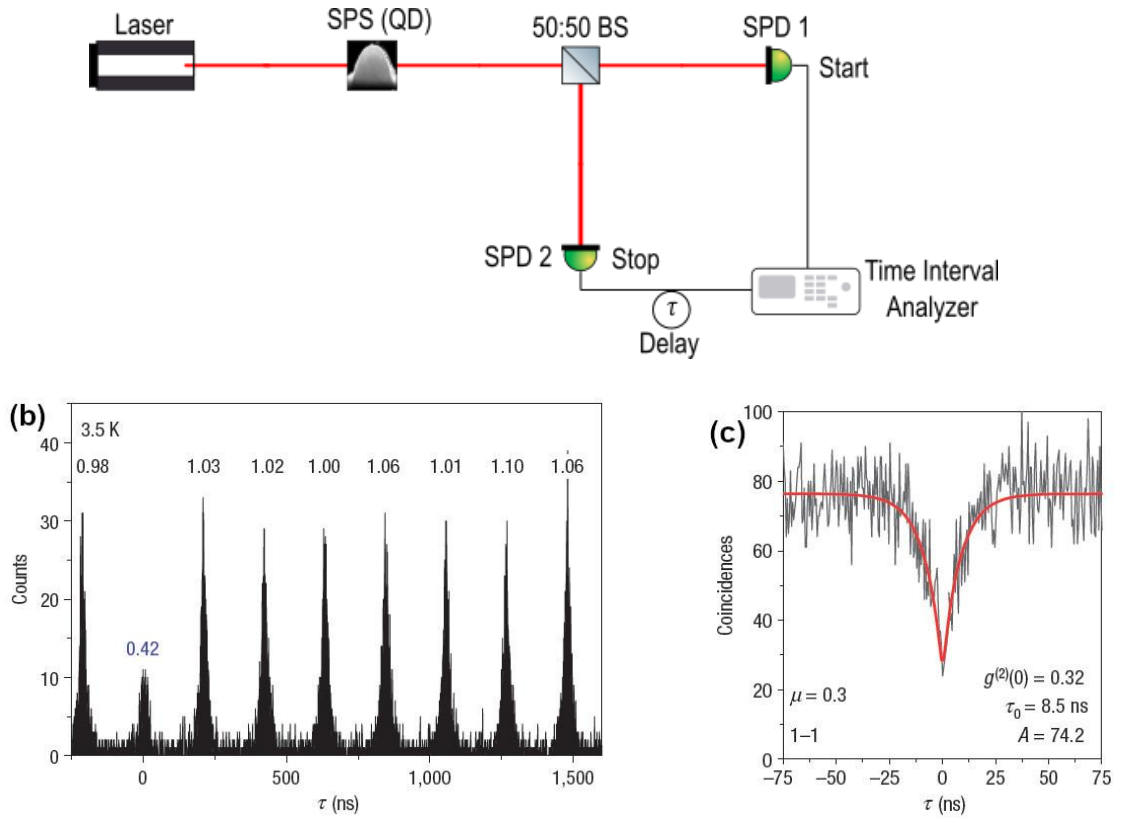 Laser
SPS (QD)
50:50 BS
SPD 1
Start
SPD 2
Stop
τ
Delay
Time Interval
Analyzer
(b)
3.5 K
0.98
1.03
1.02
1.00
1.06
1.01
1.10
1.06
0.42
40
30
20
10
0
Counts
0
500
1,000
1,500
τ (ns)
(c)
100
80
60
40
20
0
Coincidences
μ = 0.3
1–1
g(2)(0) = 0.32
τ0 = 8.5 ns
A = 74.2
–75
–50
–25
0
25
50
75
τ (ns)